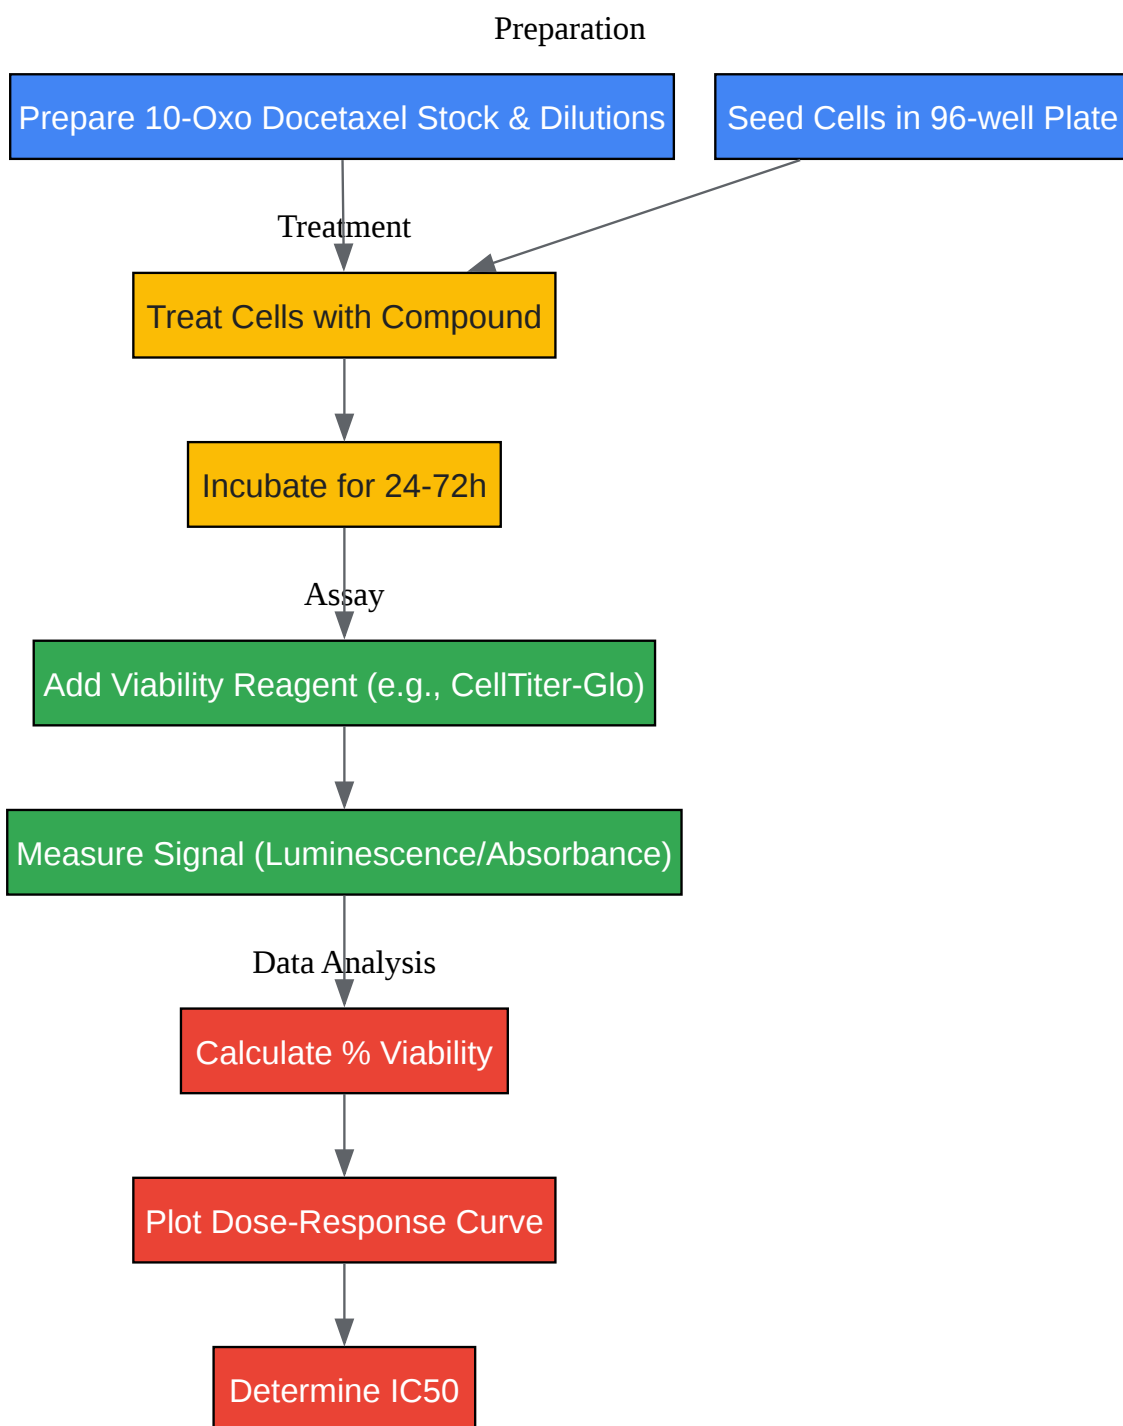 Preparation
Prepare 10-Oxo Docetaxel Stock & Dilutions
Seed Cells in 96-well Plate
Treatment
Treat Cells with Compound
Incubate for 24-72h
Assay
Add Viability Reagent (e.g., CellTiter-Glo)
Measure Signal (Luminescence/Absorbance)
Data Analysis
Calculate % Viability
Plot Dose-Response Curve
Determine IC50